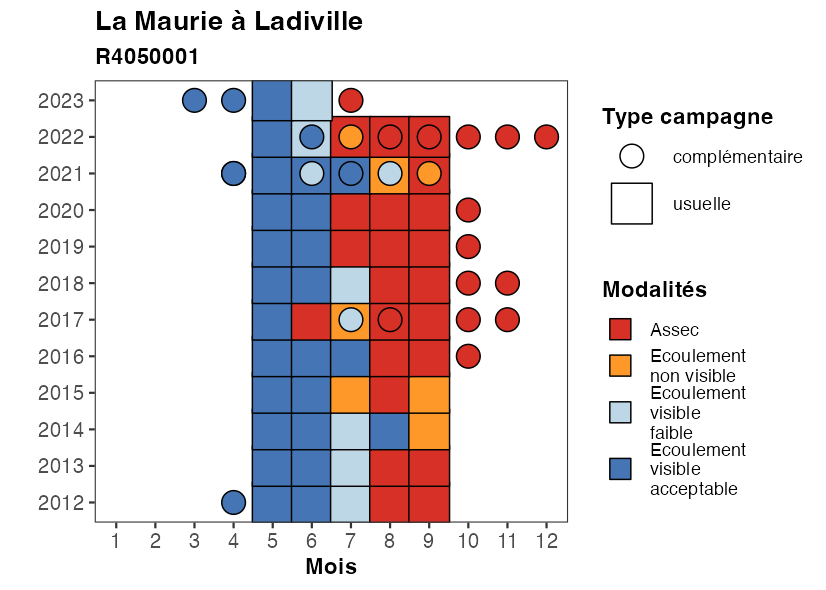 La Maurie à Ladiville
R4050001
2023
2022
2021
2020
2019
2018
2017
2016
2015
2014
2013
2012
1 2 3 4 5 6 7 8 9 10 11 12
Mois
Type campagne
complémentaire
usuelle
Modalités
Assec
Ecoulement
non visible
Ecoulement
visible
faible
Ecoulement
visible
acceptable